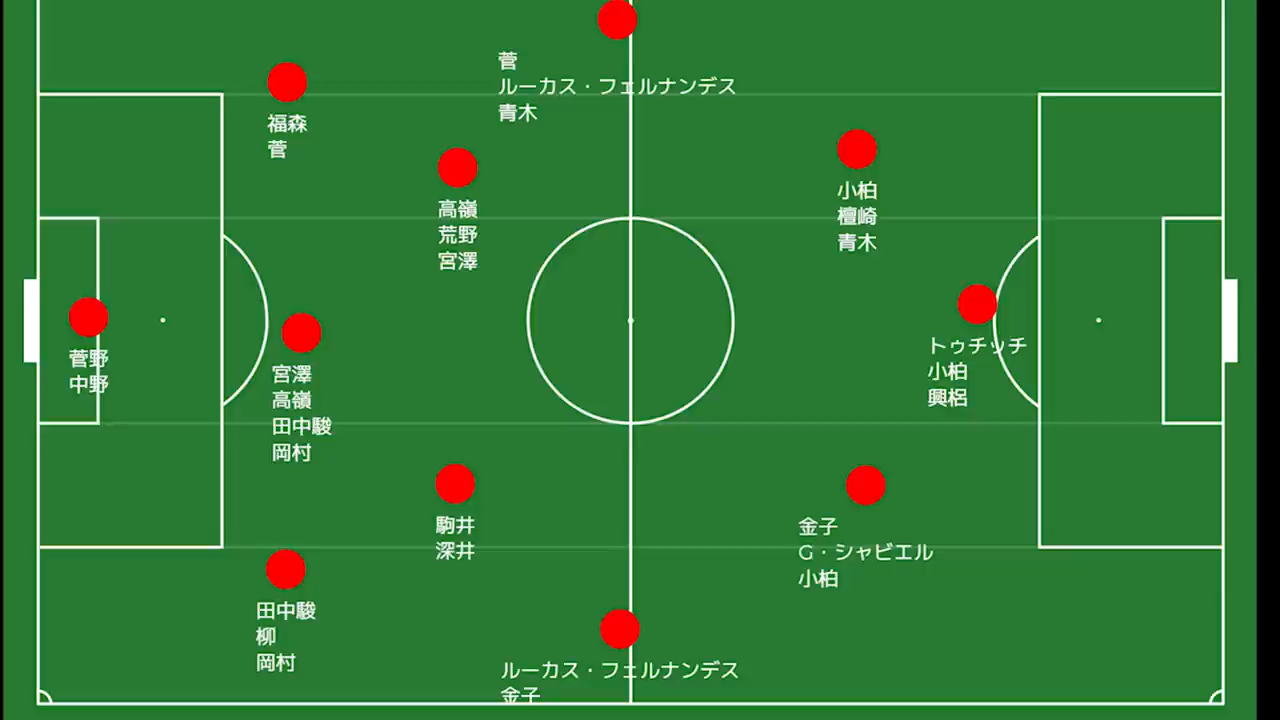 菅
ルーカス・フェルナンデス
青木
福森
菅
高嶺
荒野
宮澤
小柏
檀崎
青木
菅野
中野
宮澤
高嶺
田中駿
岡村
トゥチッチ
小柏
興梠
駒井
深井
金子
G・シャビエル
小柏
田中駿
柳
岡村
ルーカス・フェルナンデス
金子